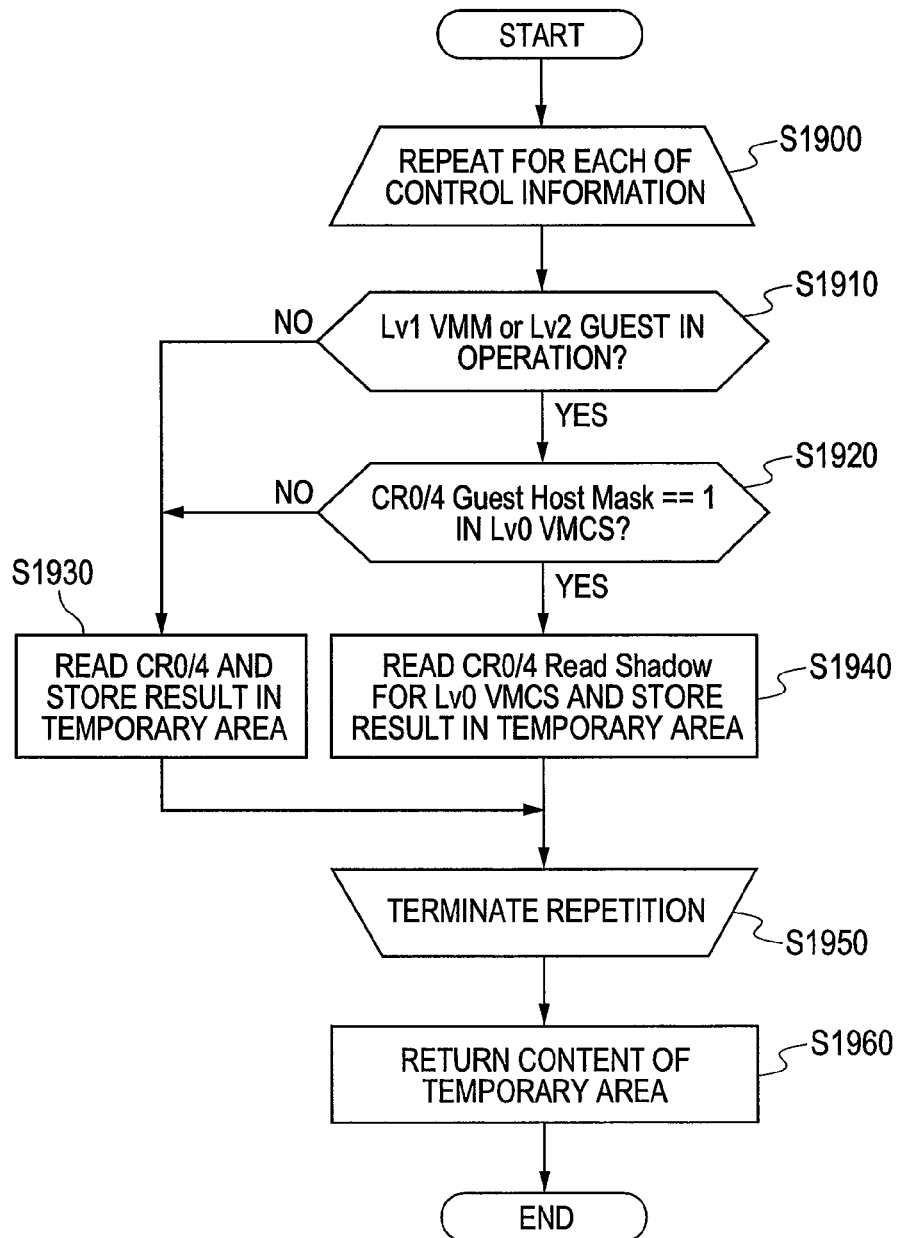 START
REPEAT FOR EACH OF
CONTROL INFORMATION
S1900
Lv1 VMM or Lv2 GUEST IN
OPERATION?
S1910
NO
YES
CR0/4 Guest Host Mask == 1
IN Lv0 VMCS?
S1920
NO
YES
S1930
READ CR0/4 AND
STORE RESULT IN
TEMPORARY AREA
READ CR0/4 Read Shadow
FOR Lv0 VMCS AND STORE
RESULT IN TEMPORARY AREA
S1940
TERMINATE REPETITION
S1950
RETURN CONTENT OF
TEMPORARY AREA
S1960
END